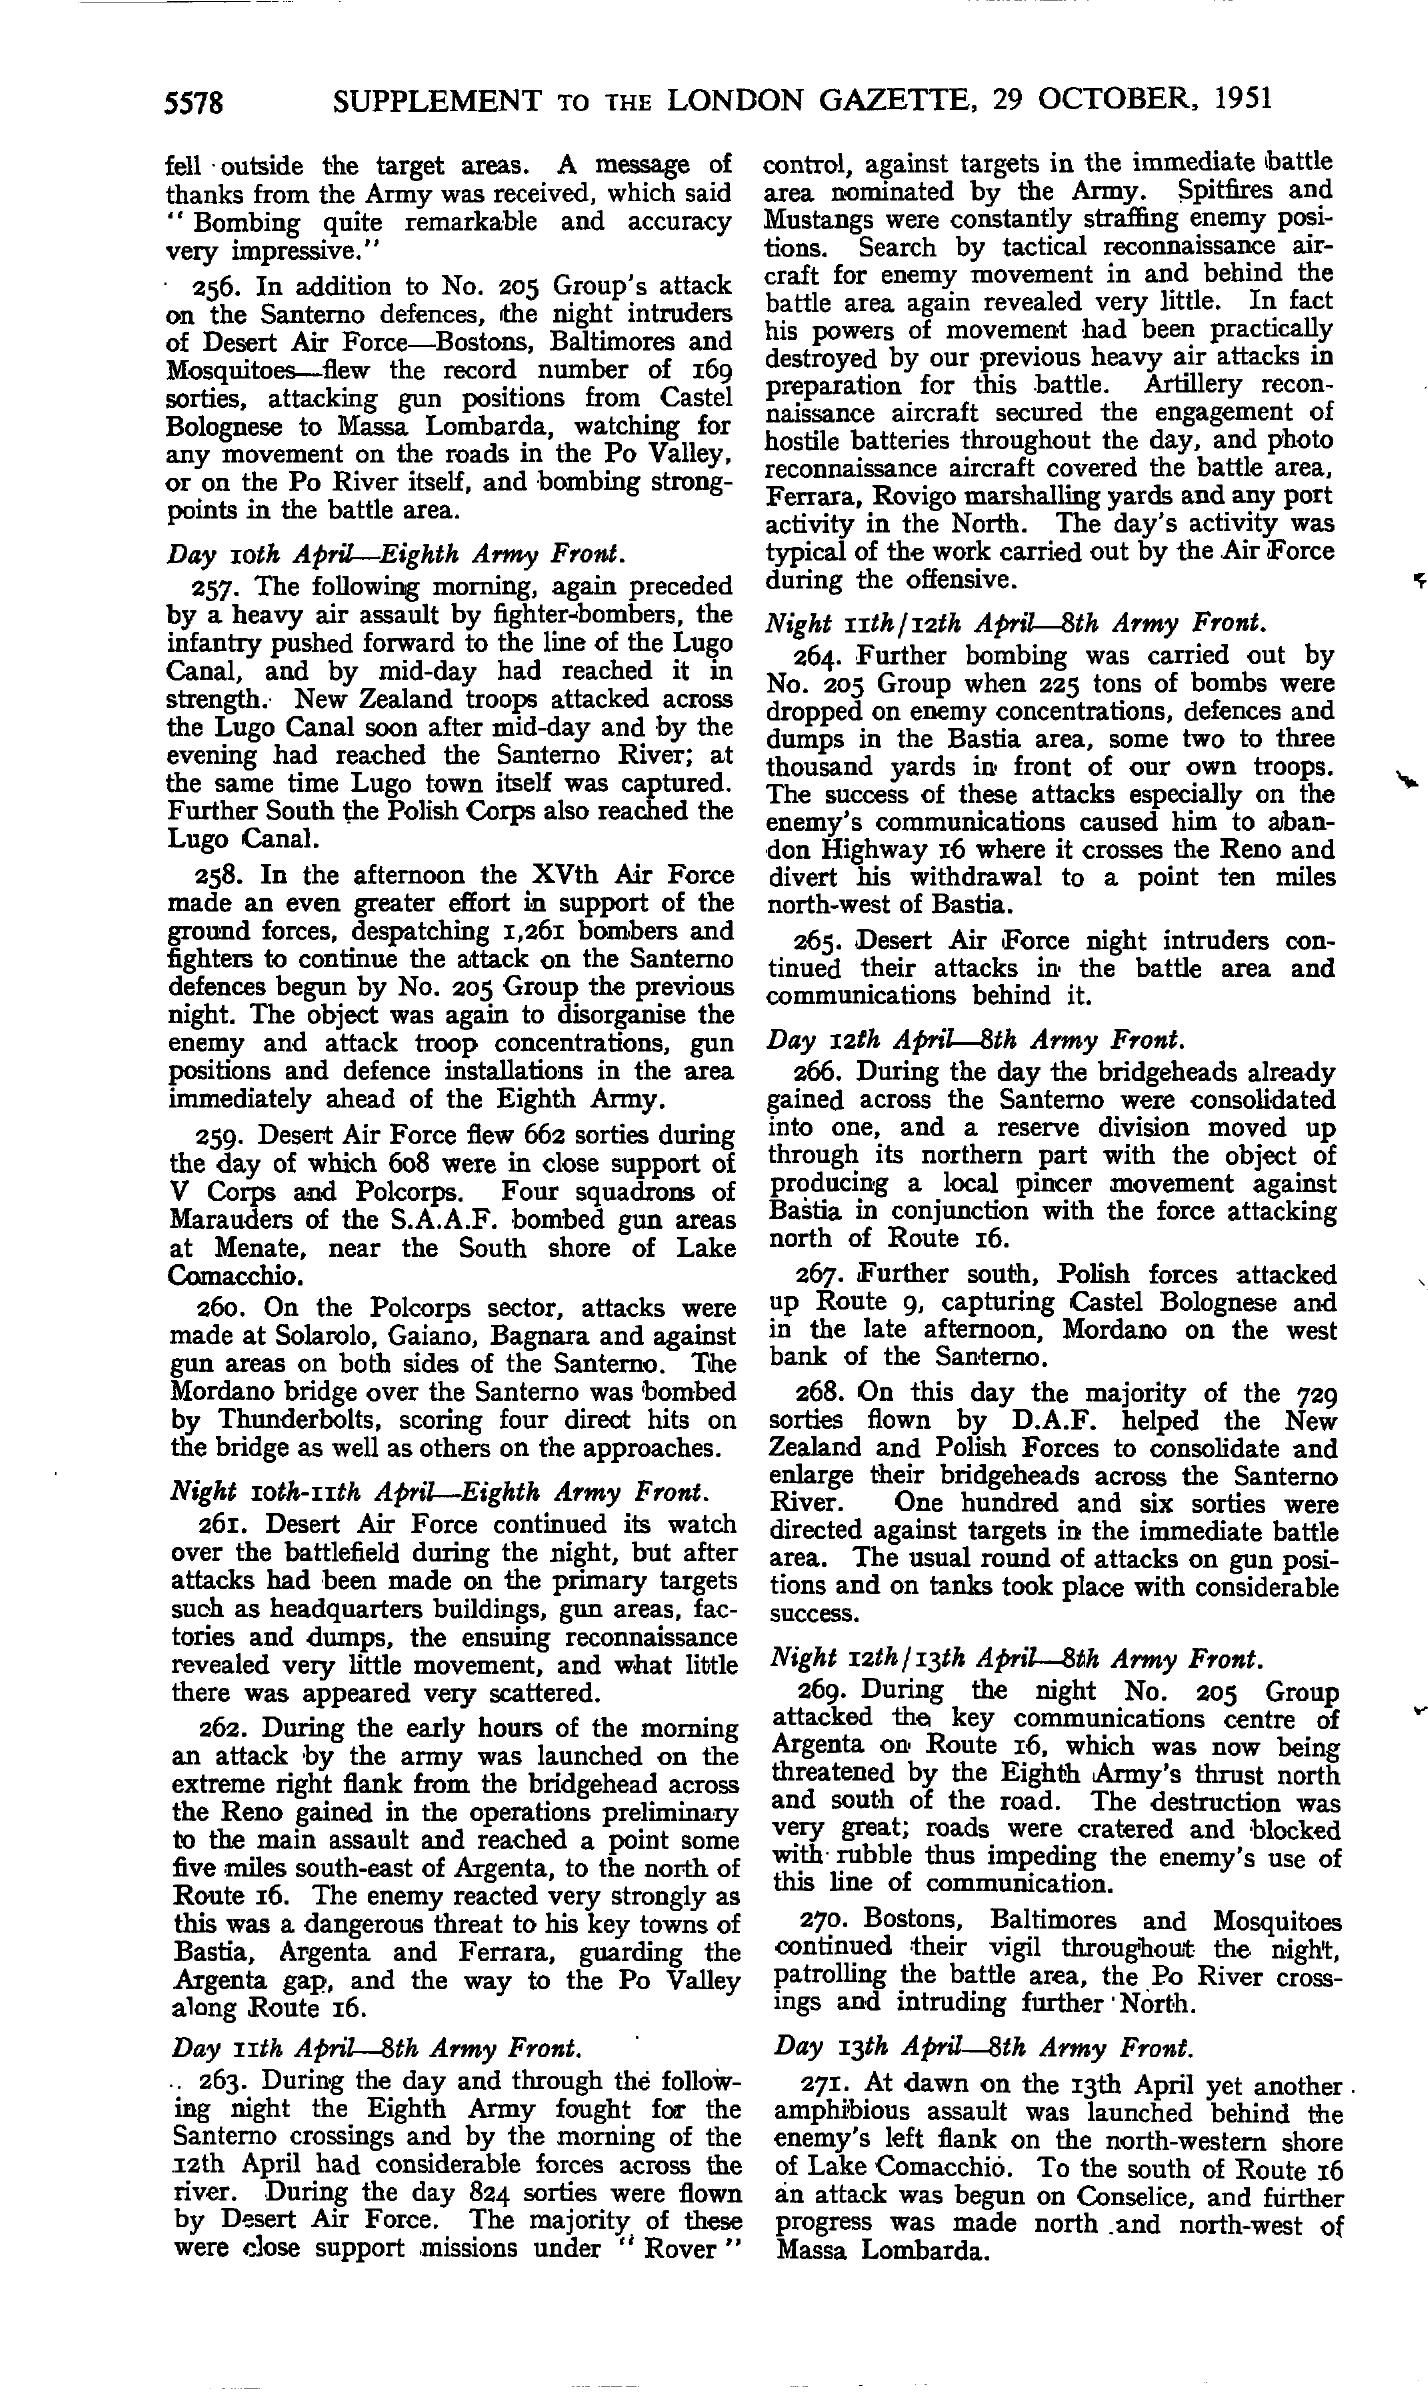 5578 SUPPLEMENT TO THE LONDON GAZETTE, 29 OCTOBER, 1951
fell outside the target areas. A message of
thanks from the Army was received, which said
" Bombing quite remarkable and accuracy
very impressive."
256. In addition to No. 205 Group's attack
on the Santerno defences, the night intruders
of Desert Air Force—Bostons, Baltimores and
Mosquitoes—flew the record number of 169
sorties, attacking gun positions from Castel
Bolognese to Massa Lombarda, watching for
any movement on the roads in the Po Valley,
or on the Po River itself, and bombing strong-
points in the battle area.
Day 10th April—Eighth Army Front.
257. The following morning, again preceded
by a heavy air assault by fighter-bombers, the
infantry pushed forward to the line of the Lugo
Canal, and by mid-day had reached it in
strength. New Zealand troops attacked across
the Lugo Canal soon after mid-day and by the
evening had reached the Santerno River; at
the same time Lugo town itself was captured.
Further South the Polish Corps also reached the
Lugo Canal.
258. In the afternoon the XVth Air Force
made an even greater effort in support of the
ground forces, despatching 1,261 bombers and
fighters to continue the attack on the Santerno
defences begun by No. 205 Group the previous
night. The object was again to disorganise the
enemy and attack troop concentrations, gun
positions and defence installations in the area
immediately ahead of the Eighth Army.
259. Desert Air Force flew 662 sorties during
the day of which 608 were in close support of
V Corps and Polcorps. Four squadrons of
Marauders of the S.A.A.F. bombed gun areas
at Menate, near the South shore of Lake
Comacchio.
260. On the Polcorps sector, attacks were
made at Solarolo, Gaiano, Bagnara and against
gun areas on both sides of the Santerno. The
Mordano bridge over the Santerno was bombed
by Thunderbolts, scoring four direct hits on
the bridge as well as others on the approaches.
Night 10th-11th April—Eighth Army Front.
261. Desert Air Force continued its watch
over the battlefield during the night, but after
attacks had been made on the primary targets
such as headquarters buildings, gun areas, fac-
tories and dumps, the ensuing reconnaissance
revealed very little movement, and what little
there was appeared very scattered.
262. During the early hours of the morning
an attack by the army was launched on the
extreme right flank from the bridgehead across
the Reno gained in the operations preliminary
to the main assault and reached a point some
five miles south-east of Argenta, to the north of
Route 16. The enemy reacted very strongly as
this was a dangerous threat to his key towns of
Bastia, Argenta and Ferrara, guarding the
Argenta gap, and the way to the Po Valley
along Route 16.
Day 11th April—8th Army Front.
263. During the day and through the follow-
ing night the Eighth Army fought for the
Santerno crossings and by the morning of the
12th April had considerable forces across the
river. During the day 824 sorties were flown
by Desert Air Force. The majority of these
were close support missions under " Rover "
control, against targets in the immediate battle
area nominated by the Army. Spitfires and
Mustangs were constantly straffing enemy posi-
tions. Search by tactical reconnaissance air-
craft for enemy movement in and behind the
battle area again revealed very little. In fact
his powers of movement had been practically
destroyed by our previous heavy air attacks in
preparation for this battle. Artillery recon-
naissance aircraft secured the engagement of
hostile batteries throughout the day, and photo
reconnaissance aircraft covered the battle area,
Ferrara, Rovigo marshalling yards and any port
activity in the North. The day's activity was
typical of the work carried out by the Air Force
during the offensive.
Night 11th/12th April—8th Army Front.
264. Further bombing was carried out by
No. 205 Group when 225 tons of bombs were
dropped on enemy concentrations, defences and
dumps in the Bastia area, some two to three
thousand yards in front of our own troops.
The success of these attacks especially on the
enemy's communications caused him to aban-
don Highway 16 where it crosses the Reno and
divert his withdrawal to a point ten miles
north-west of Bastia.
265. Desert Air Force night intruders con-
tinued their attacks in the battle area and
communications behind it.
Day 12th April—8th Army Front.
266. During the day the bridgeheads already
gained across the Santerno were consolidated
into one, and a reserve division moved up
through its northern part with the object of
producing a local pincer movement against
Bastia in conjunction with the force attacking
north of Route 16.
267. Further south, Polish forces attacked
up Route 9, capturing Castel Bolognese and
in the late afternoon, Mordano on the west
bank of the Santerno.
268. On this day the majority of the 729
sorties flown by D.A.F. helped the New
Zealand and Polish Forces to consolidate and
enlarge their bridgeheads across the Santerno
River. One hundred and six sorties were
directed against targets in the immediate battle
area. The usual round of attacks on gun posi-
tions and on tanks took place with considerable
success.
Night 12th/13th April—8th Army Front.
269. During the night No. 205 Group
attacked the key communications centre of
Argenta on Route 16, which was now being
threatened by the Eighth Army's thrust north
and south of the road. The destruction was
very great; roads were cratered and blocked
with rubble thus impeding the enemy's use of
this line of communication.
270. Bostons, Baltimores and Mosquitoes
continued their vigil throughout the night,
patrolling the battle area, the Po River cross-
ings and intruding further North.
Day 13th April—8th Army Front.
271. At dawn on the 13th April yet another
amphibious assault was launched behind the
enemy's left flank on the north-western shore
of Lake Comacchio. To the south of Route 16
an attack was begun on Conselice, and further
progress was made north and north-west of
Massa Lombarda.